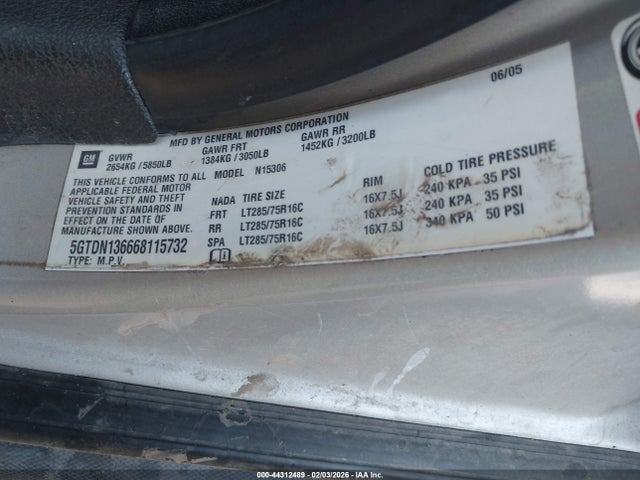 06/05
MFD BY GENERAL MOTORS CORPORATION
GM GVWR GAWR FRT GAWR RR
2654KG / 5850LB 1384KG / 3050LB 1452KG / 3200LB
THIS VEHICLE CONFORMS TO ALL MODEL N15306
APPLICABLE FEDERAL MOTOR
VEHICLE SAFETY AND THEFT
PREVENTION STANDARDS IN
EFFECT ON THE DATE OF
MANUFACTURE SHOWN ABOVE.
5GTDN136668115732
TYPE: M.P.V.
NADA TIRE SIZE RIM COLD TIRE PRESSURE
FRT LT285/75R16C 16X7.5J 240 KPA 35 PSI
RR LT285/75R16C 16X7.5J 240 KPA 35 PSI
SPA LT285/75R16C 16X7.5J 340 KPA 50 PSI
000-44312489 - 02/03/2026 - IAA Inc.